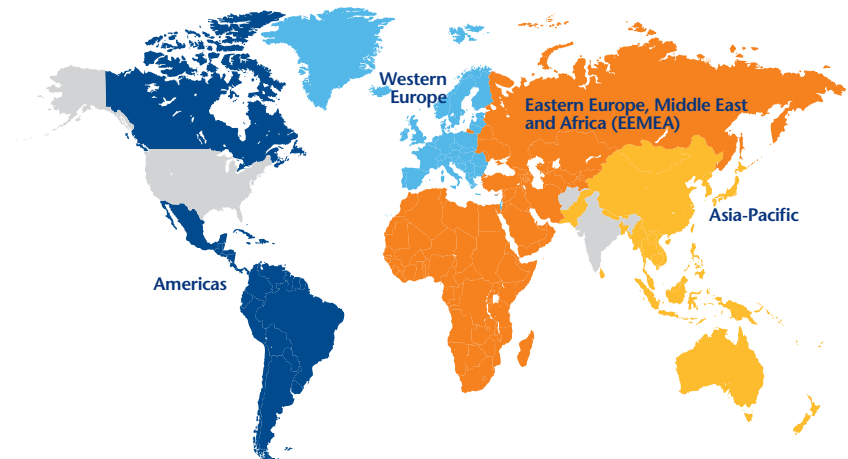 Western
Europe
Eastern Europe, Middle East
and Africa (EEMEA)
Asia-Pacific
Americas